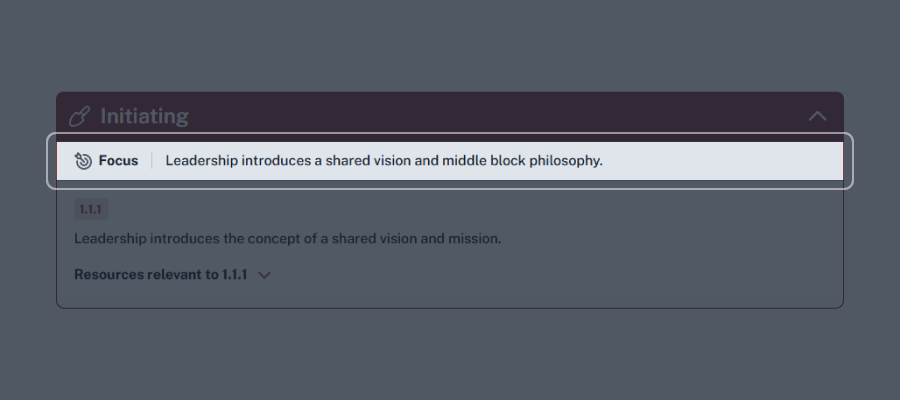 Initiating
Focus Leadership introduces a shared vision and middle block philosophy.
1.1.1
Leadership introduces the concept of a shared vision and mission.
Resources relevant to 1.1.1